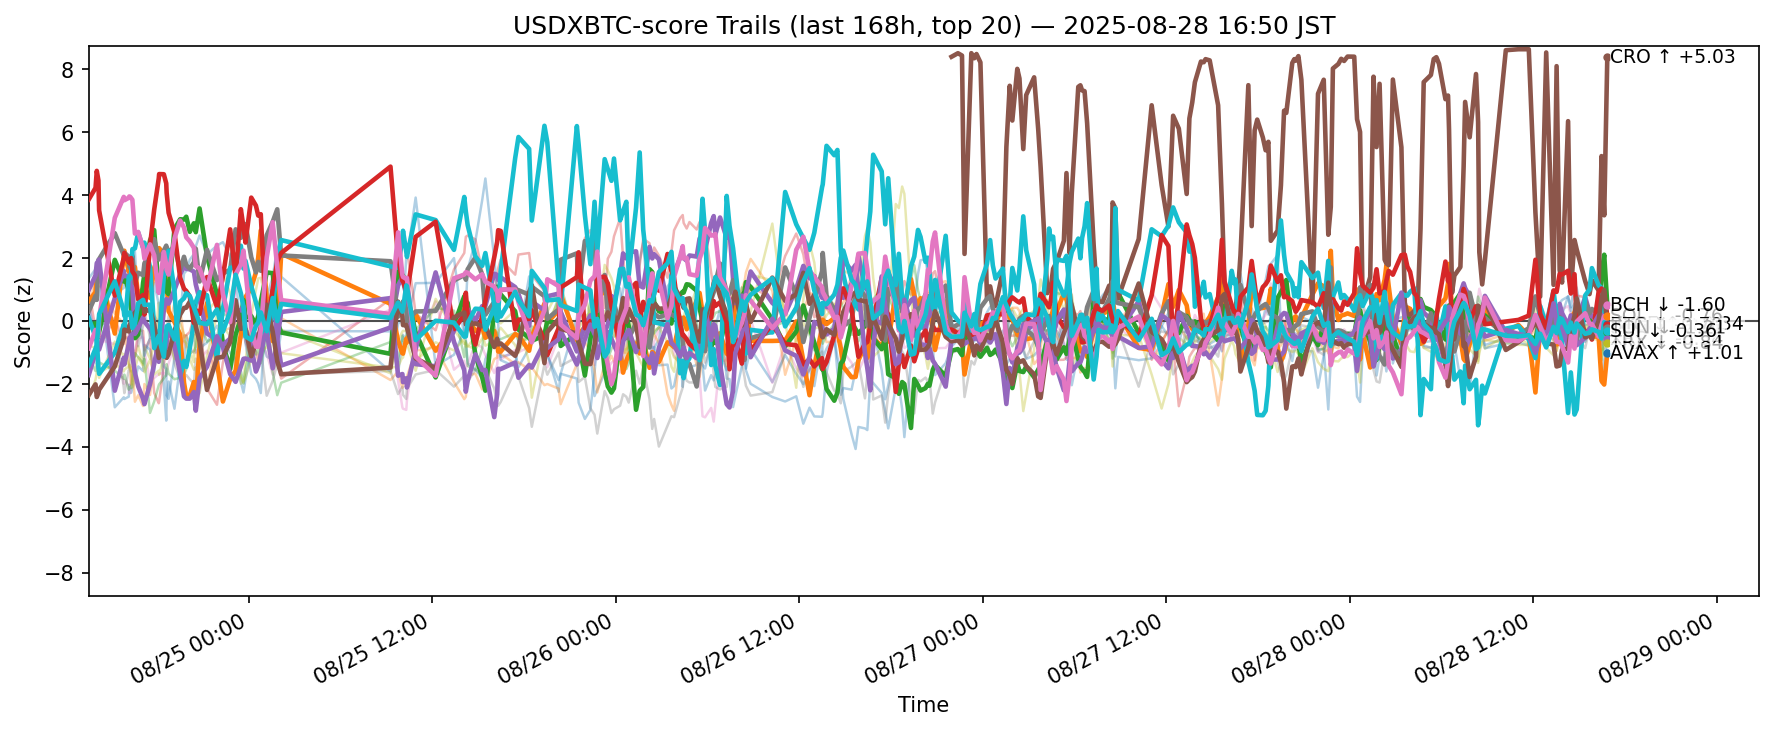 USDXBTC-score Trails (last 168h, top 20) — 2025-08-28 16:50 JST
Score (z)
8
6
4
2
0
−2
−4
−6
−8
CRO ↑ +5.03
BCH ↓ -1.60
SUI ↓ -0.36
AVAX ↑ +1.01
08/25 00:00
08/25 12:00
08/26 00:00
08/26 12:00
08/27 00:00
08/27 12:00
08/28 00:00
08/28 12:00
08/29 00:00
Time